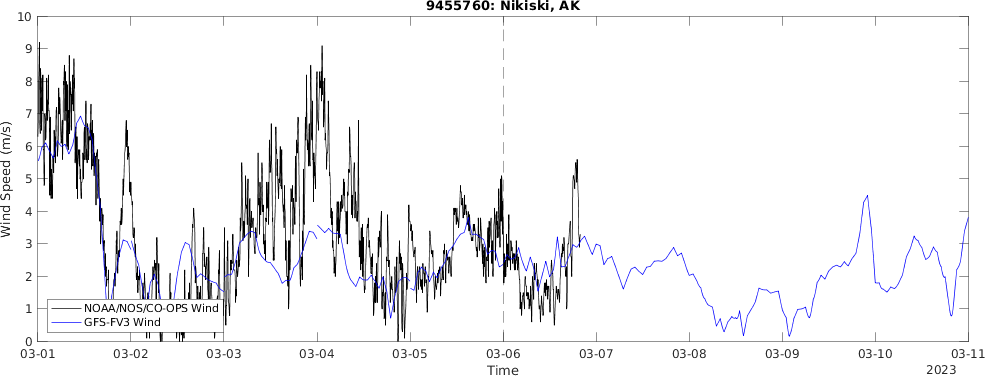 9455760: Nikiski, AK
10
9
8
7
6
5
4
3
2
1
0
Wind Speed (m/s)
NOAA/NOS/CO-OPS Wind
GFS-FV3 Wind
03-01 03-02 03-03 03-04 03-05 03-06 03-07 03-08 03-09 03-10 03-11
Time
2023